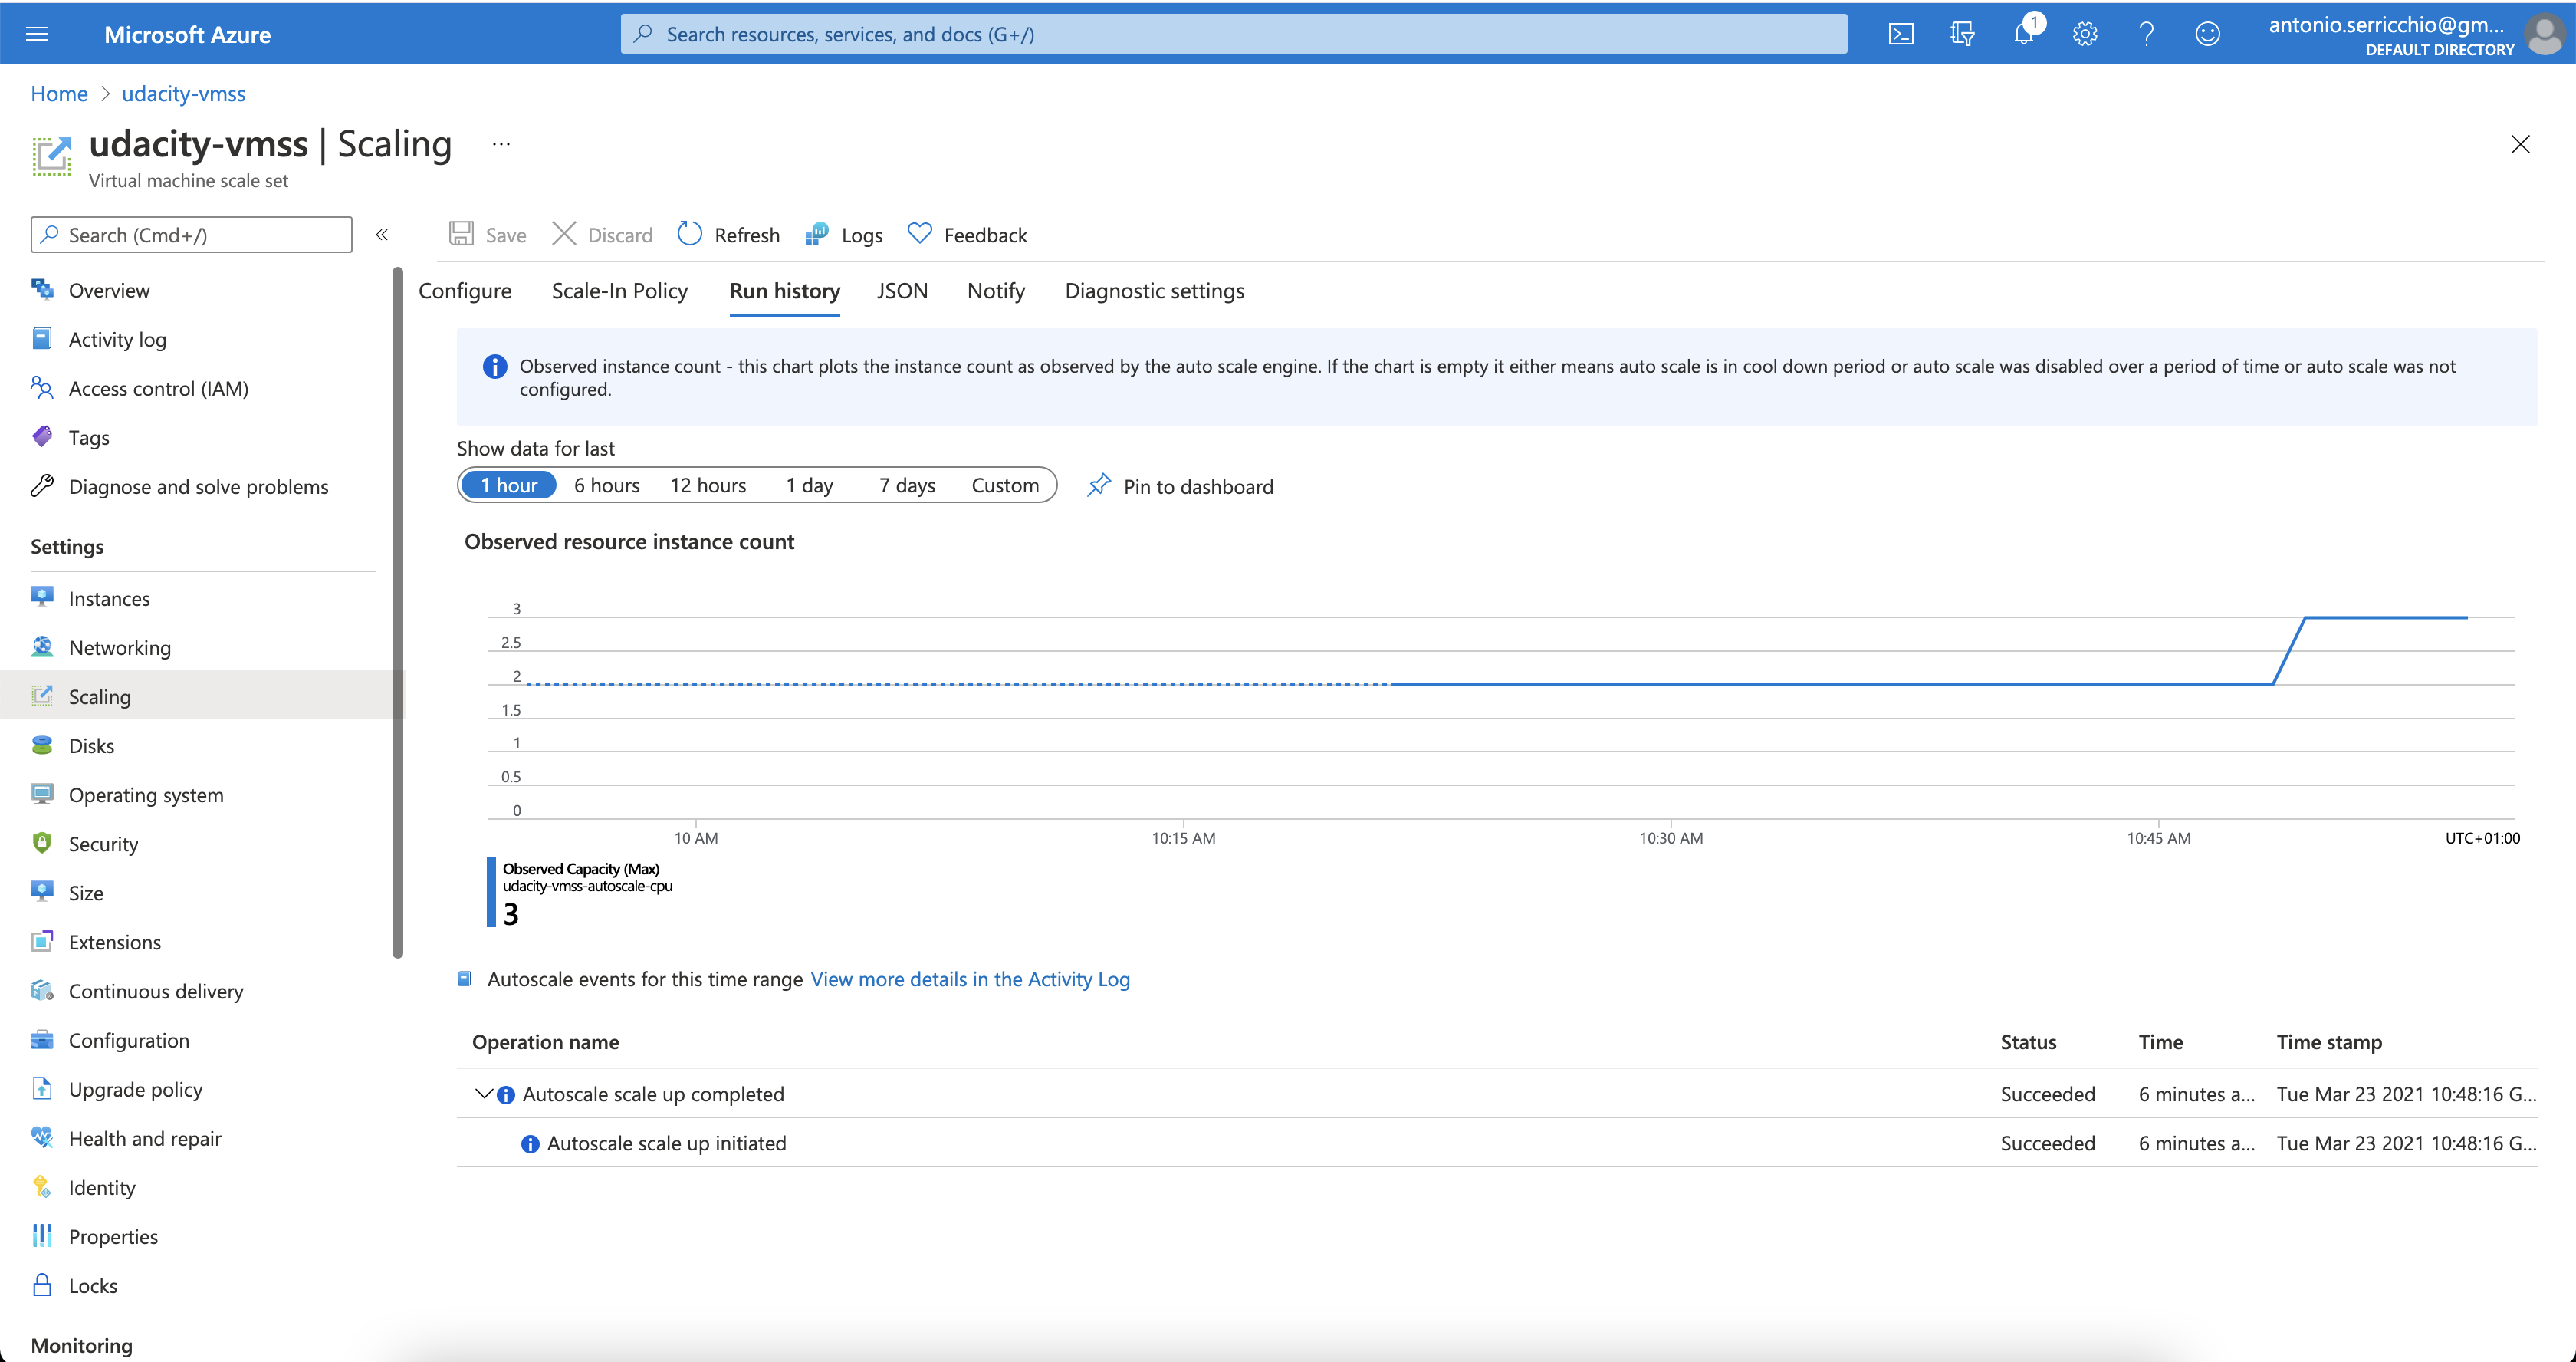 Microsoft Azure
Search resources, services, and docs (G+/)
1
antonio.serricchio@gm...
DEFAULT DIRECTORY
Home > udacity-vmss
udacity-vmss | Scaling ...
Virtual machine scale set
Search (Cmd+/)
«
Save
Discard
Refresh
Logs
Feedback
Overview
Activity log
Access control (IAM)
Tags
Diagnose and solve problems
Settings
Instances
Networking
Scaling
Disks
Operating system
Security
Size
Extensions
Continuous delivery
Configuration
Upgrade policy
Health and repair
Identity
Properties
Locks
Monitoring
Configure
Scale-In Policy
Run history
JSON
Notify
Diagnostic settings
Observed instance count - this chart plots the instance count as observed by the auto scale engine. If the chart is empty it either means auto scale is in cool down period or auto scale was disabled over a period of time or auto scale was not
configured.
Show data for last
1 hour
6 hours
12 hours
1 day
7 days
Custom
Pin to dashboard
Observed resource instance count
3
2.5
2
1.5
1
0.5
0
10 AM
10:15 AM
10:30 AM
10:45 AM
UTC+01:00
Observed Capacity (Max)
udacity-vmss-autoscale-cpu
3
Autoscale events for this time range View more details in the Activity Log
Operation name Status Time Time stamp
Autoscale scale up completed Succeeded 6 minutes a... Tue Mar 23 2021 10:48:16 G...
Autoscale scale up initiated Succeeded 6 minutes a... Tue Mar 23 2021 10:48:16 G...